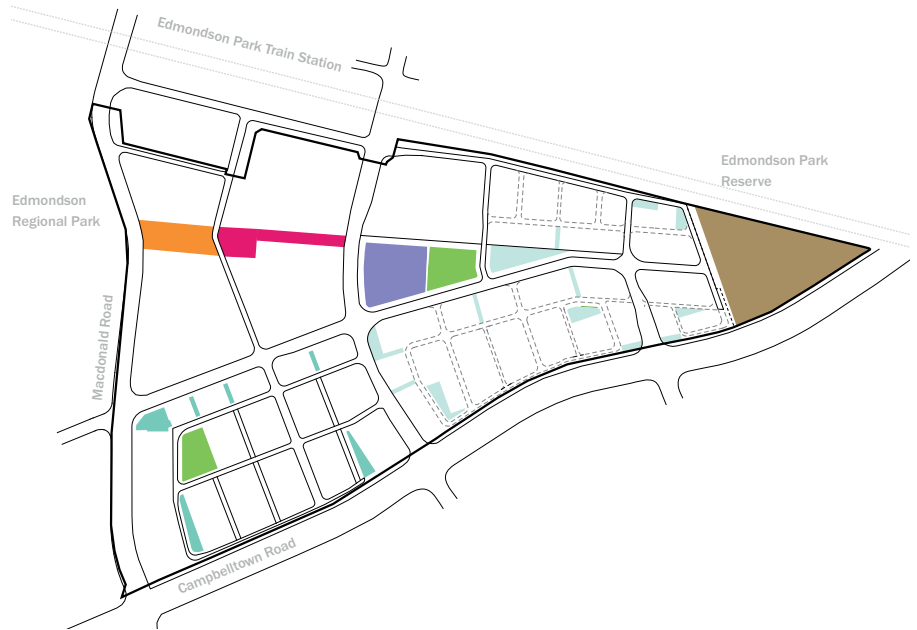 Edmondson Park Train Station
Edmondson Park
Reserve
Edmondson
Regional Park
Macdonald Road
Campbelltown Road